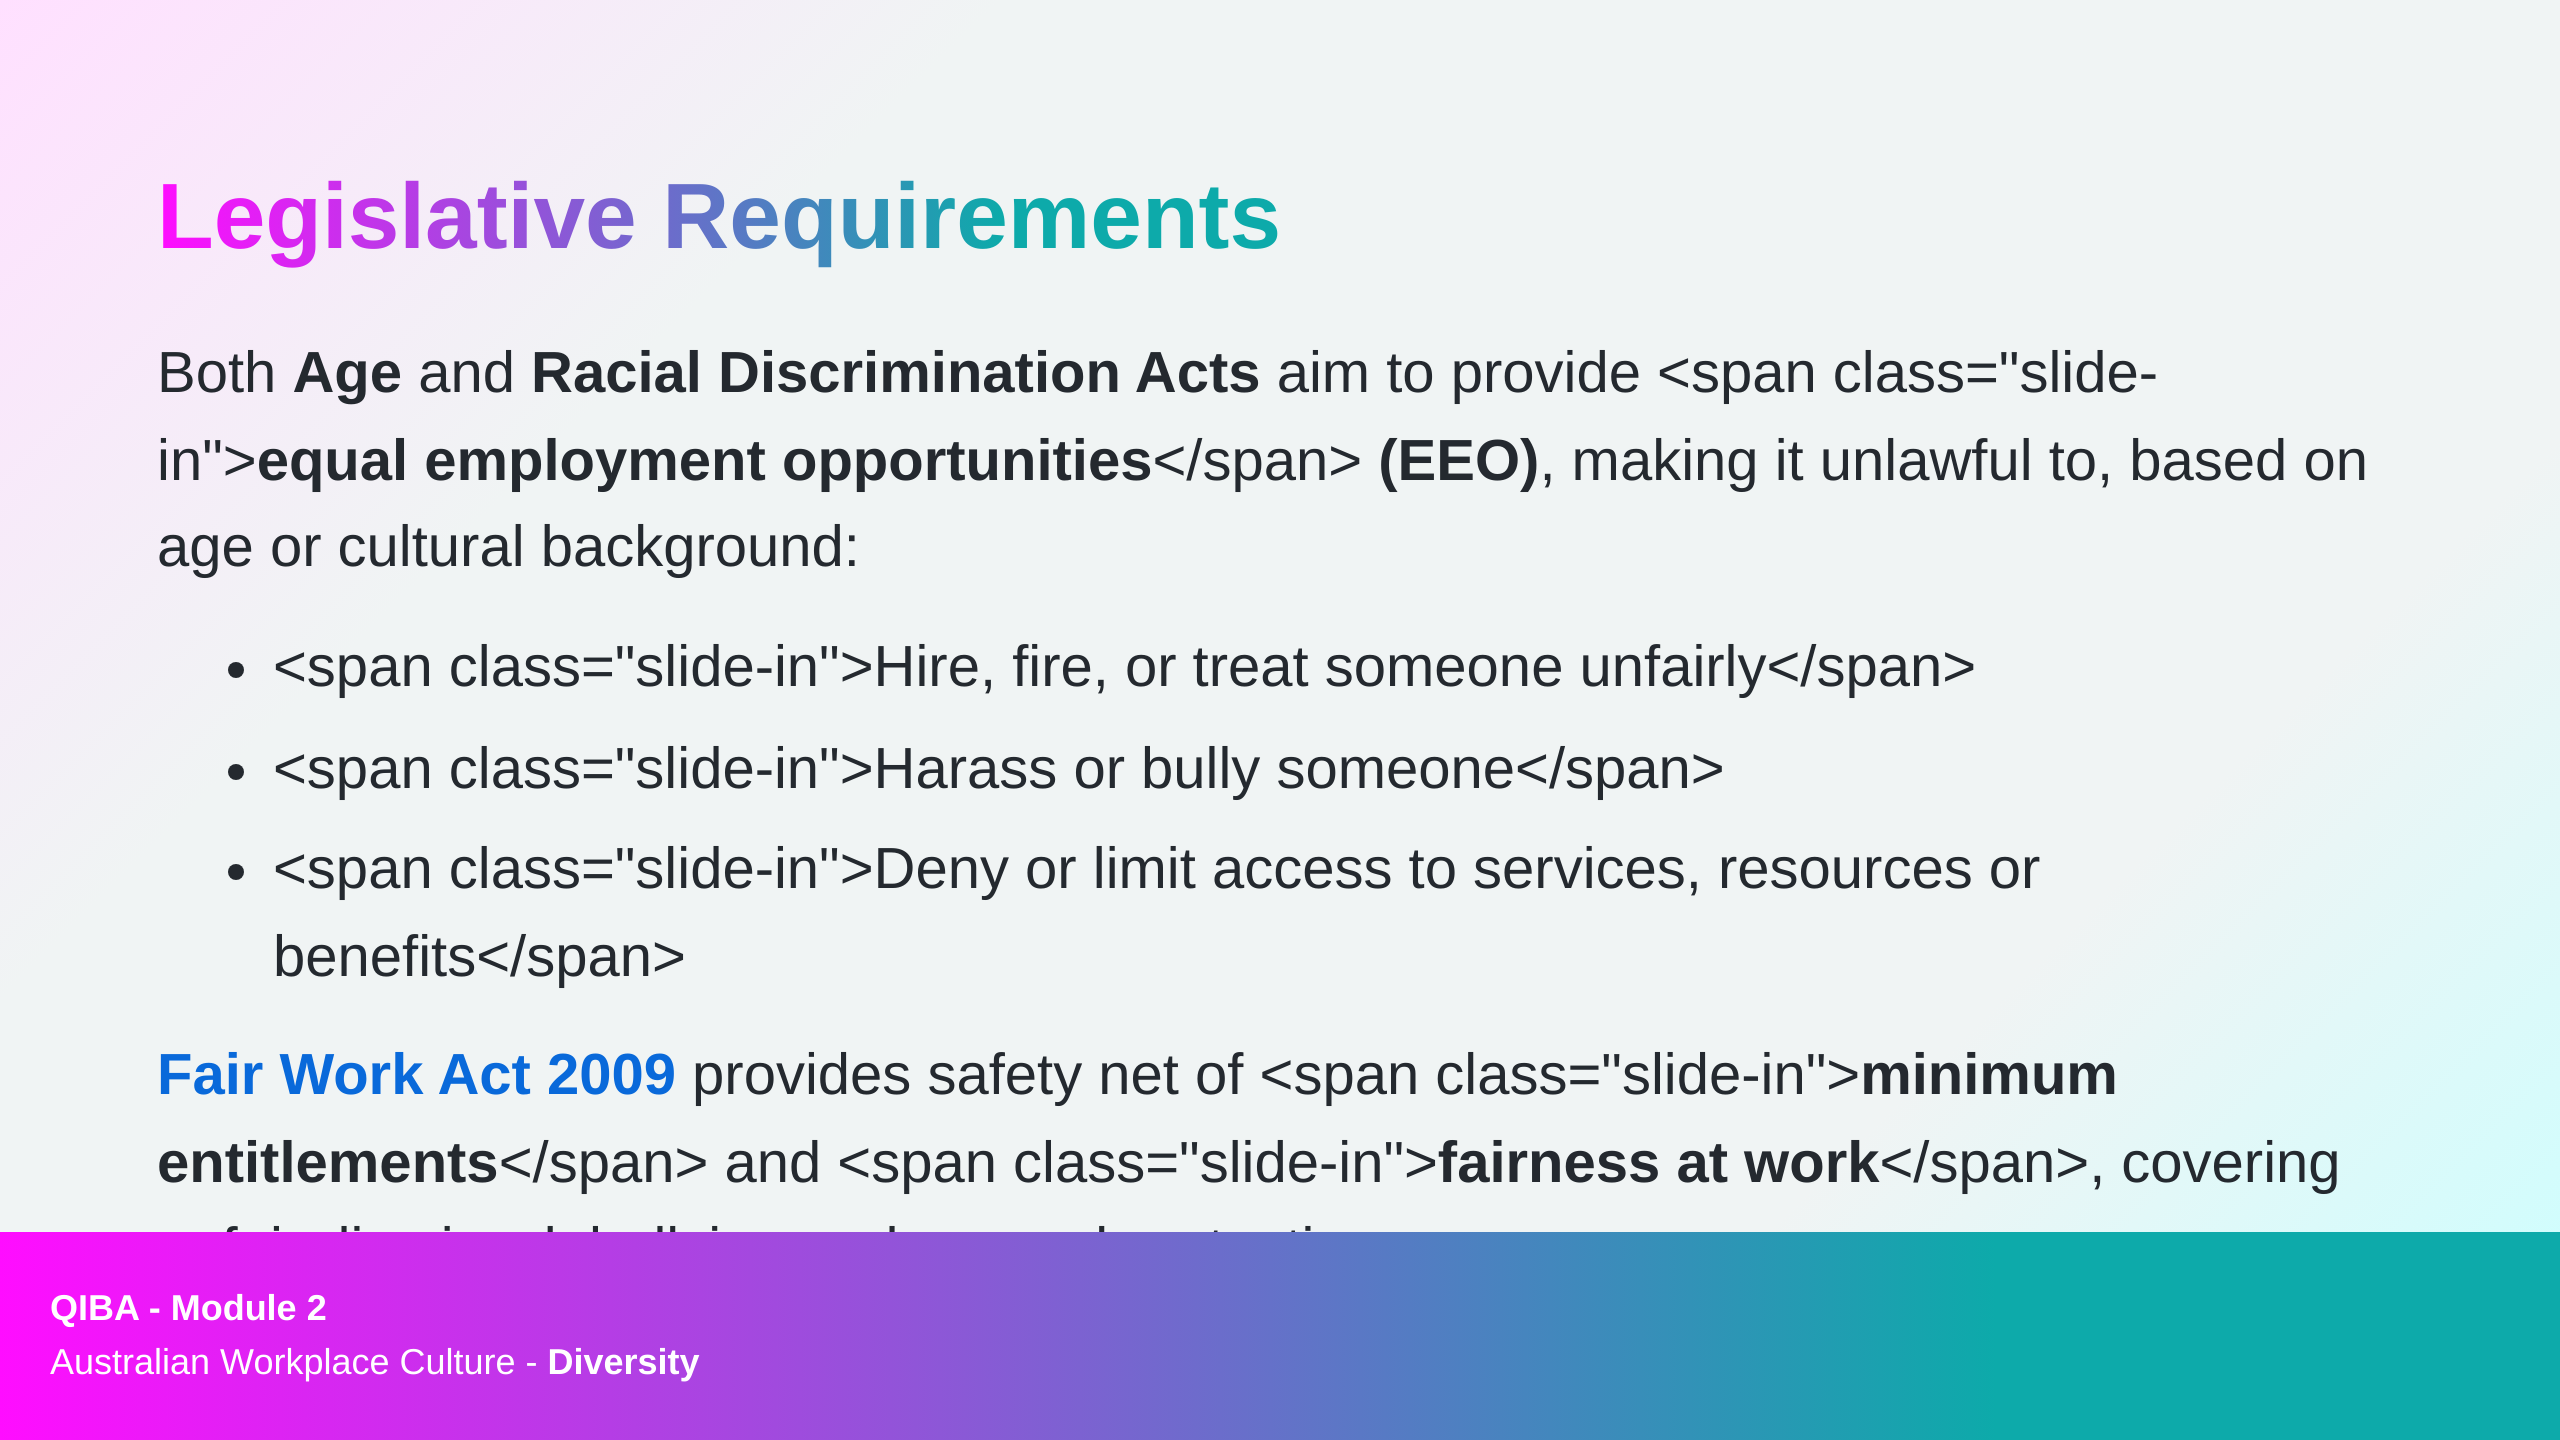 Legislative Requirements
Both Age and Racial Discrimination Acts aim to provide <span class="slide-
in">equal employment opportunities</span> (EEO), making it unlawful to, based on
age or cultural background:
• <span class="slide-in">Hire, fire, or treat someone unfairly</span>
• <span class="slide-in">Harass or bully someone</span>
• <span class="slide-in">Deny or limit access to services, resources or
benefits</span>
Fair Work Act 2009 provides safety net of <span class="slide-in">minimum
entitlements</span> and <span class="slide-in">fairness at work</span>, covering
QIBA - Module 2
Australian Workplace Culture - Diversity